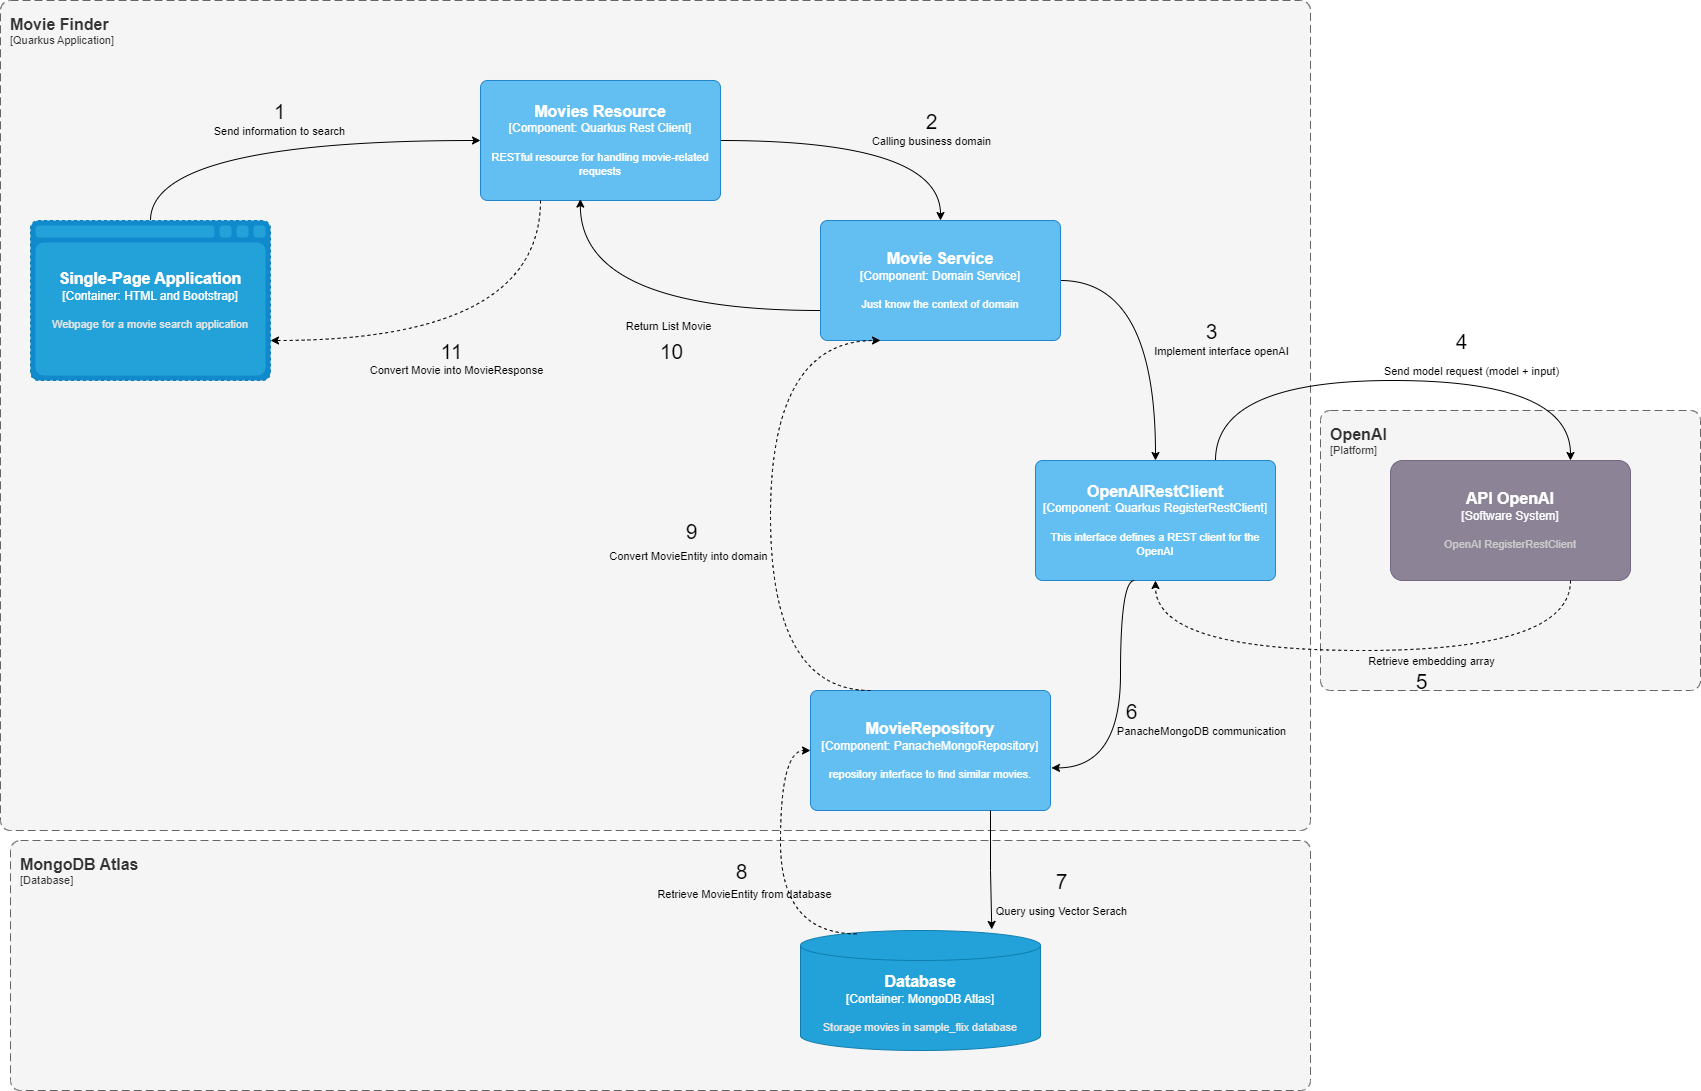 Movie Finder
[Quarkus Application]
1
Send information to search
Movies Resource
[Component: Quarkus Rest Client]
RESTful resource for handling movie-related
requests
2
Calling business domain
Single-Page Application
[Container: HTML and Bootstrap]
Webpage for a movie search application
Movie Service
[Component: Domain Service]
Just know the context of domain
Return List Movie
10
11
Convert Movie into MovieResponse
3
Implement interface openAI
4
Send model request (model + input)
OpenAI
[Platform]
OpenAIRestClient
[Component: Quarkus RegisterRestClient]
This interface defines a REST client for the
OpenAI
API OpenAI
[Software System]
OpenAI RegisterRestClient
9
Convert MovieEntity into domain
Retrieve embedding array
5
6
PanacheMongoDB communication
MovieRepository
[Component: PanacheMongoRepository]
repository interface to find similar movies.
MongoDB Atlas
[Database]
8
Retrieve MovieEntity from database
7
Query using Vector Serach
Database
[Container: MongoDB Atlas]
Storage movies in sample_flix database